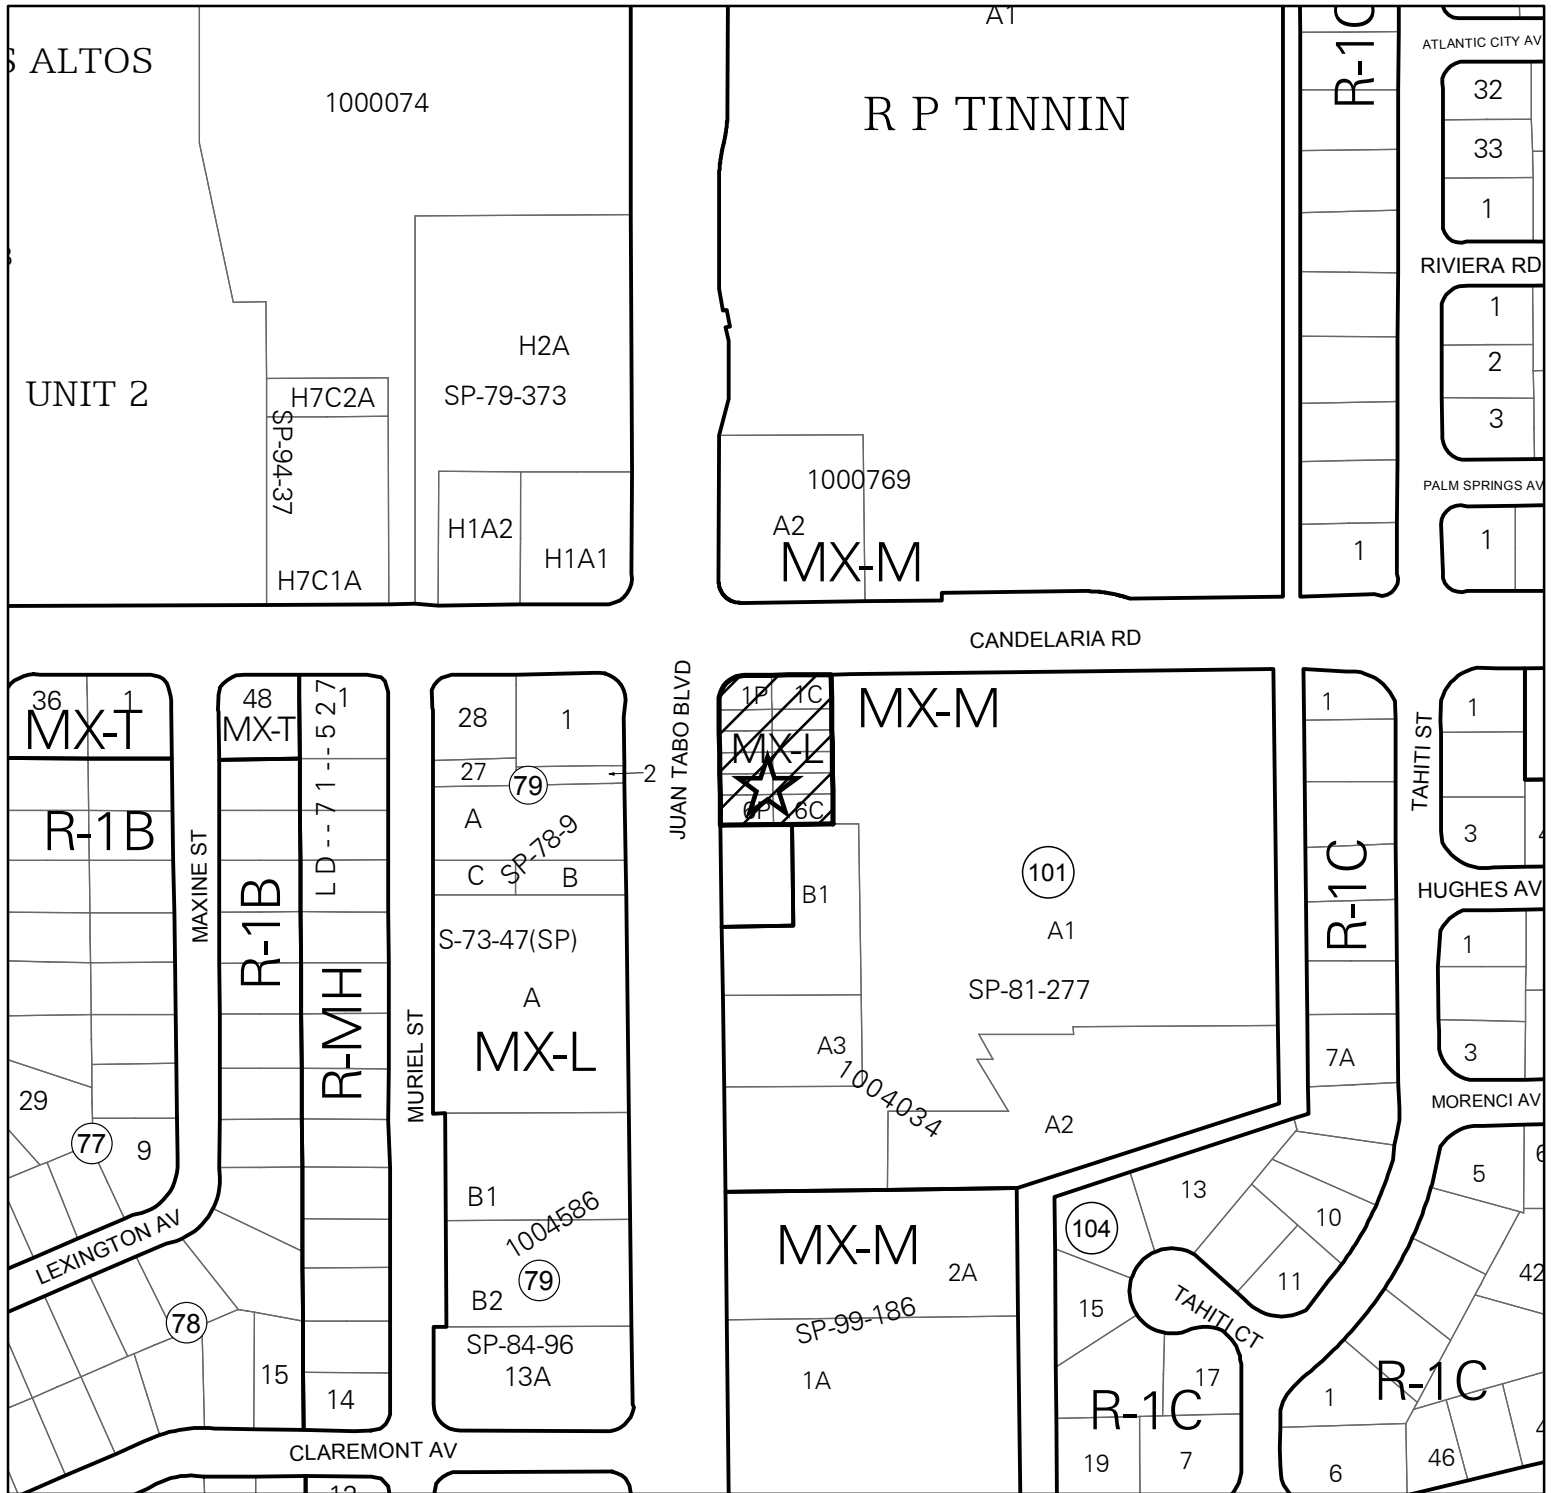 A1
R-1C
ATLANTIC CITY AV
S ALTOS
32
1000074
R P TINNIN
33
1
RIVIERA RD
1
H2A
2
UNIT 2
H7C2A
SP-79-373
3
SP-94-37
1000769
PALM SPRINGS AV
H1A2
A2
1
H1A1
MX-M
1
H7C1A
CANDELARIA RD
36
1
48
1
28
1
JUAN TABO BLVD
1P
1C
MX-M
1
1
MX-T
MX-T
LD--71--527
MX-L
TAHITI ST
27
79
2
6P
6C
R-1B
A
SP-78-9
3
4
MAXINE ST
C
B
B1
101
R-1C
HUGHES AV
R-1B
S-73-47(SP)
A1
1
A
SP-81-277
R-MH
MURIEL ST
MX-L
A3
7A
3
29
1004034
A2
MORENCI AV
77
9
5
6
B1
13
1004586
104
10
LEXINGTON AV
MX-M
79
2A
11
42
B2
15
TAHITI CT
78
SP-99-186
SP-84-96
15
13A
1A
17
R-1C
14
R-1C
1
CLAREMONT AV
19
7
6
46
4